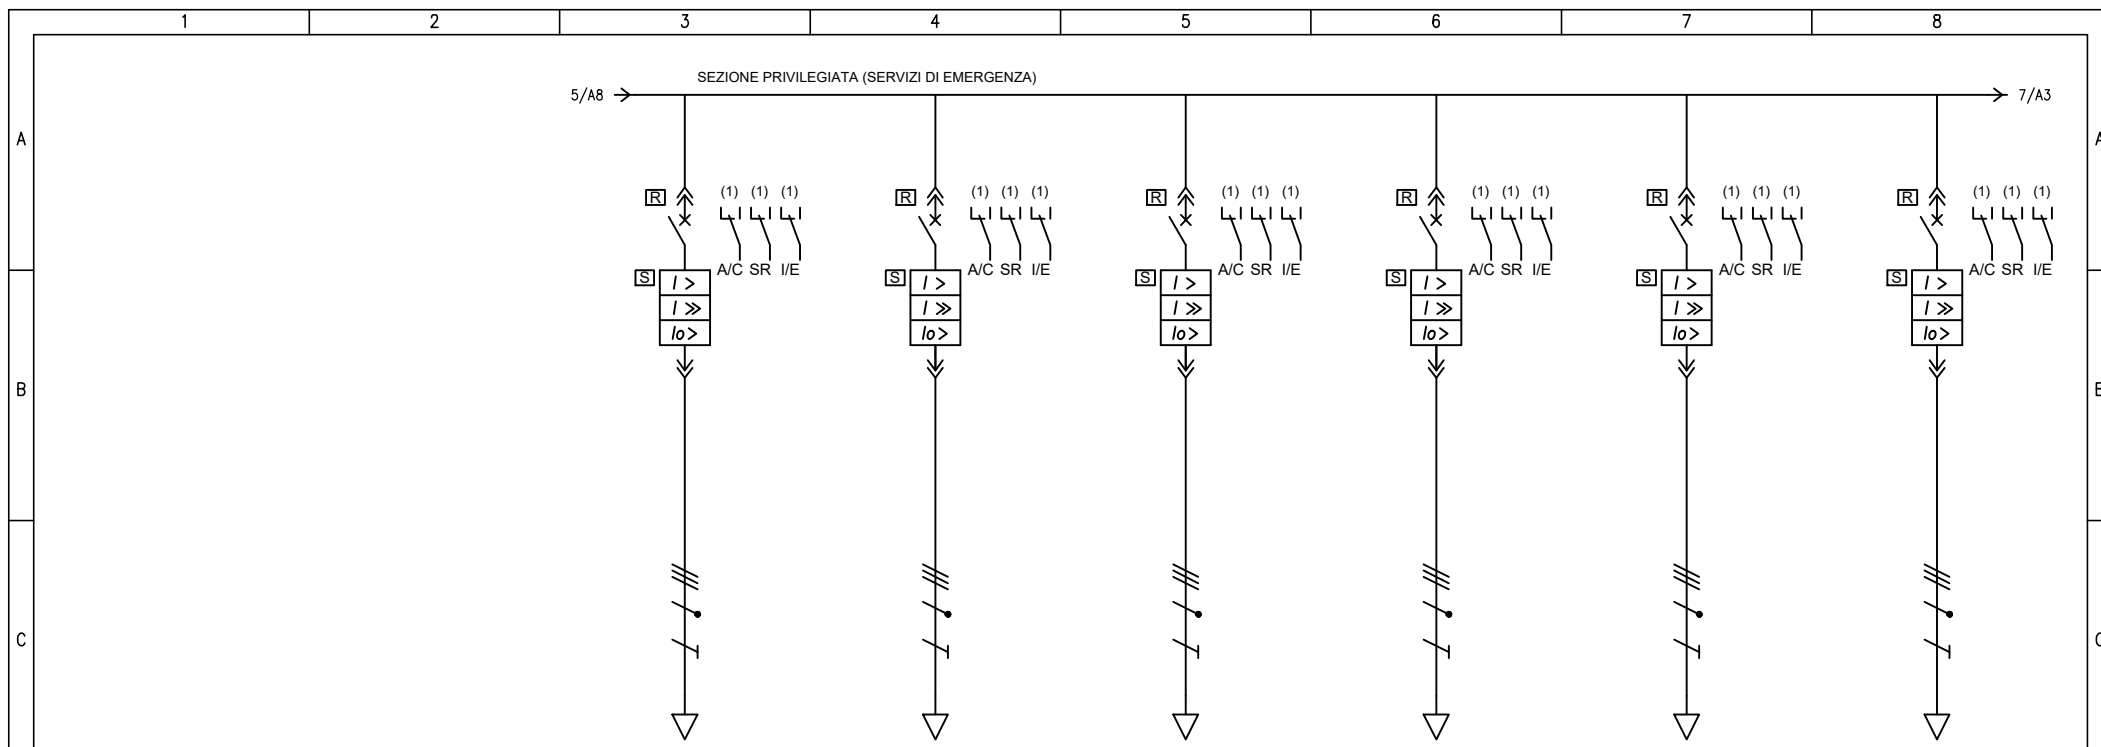 1 2 3 4 5 6 7 8
SEZIONE PRIVILEGIATA (SERVIZI DI EMERGENZA)
5/A8 7/A3
A A
R (1) (1) (1) R (1) (1) (1) R (1) (1) (1) R (1) (1) (1) R (1) (1) (1) R (1) (1) (1)
A/C SR I/E A/C SR I/E A/C SR I/E A/C SR I/E A/C SR I/E A/C SR I/E
S I > S I > S I > S I > S I > S I >
I >> I >> I >> I >> I >> I >>
Io > Io > Io > Io > Io > Io >
B B
C C